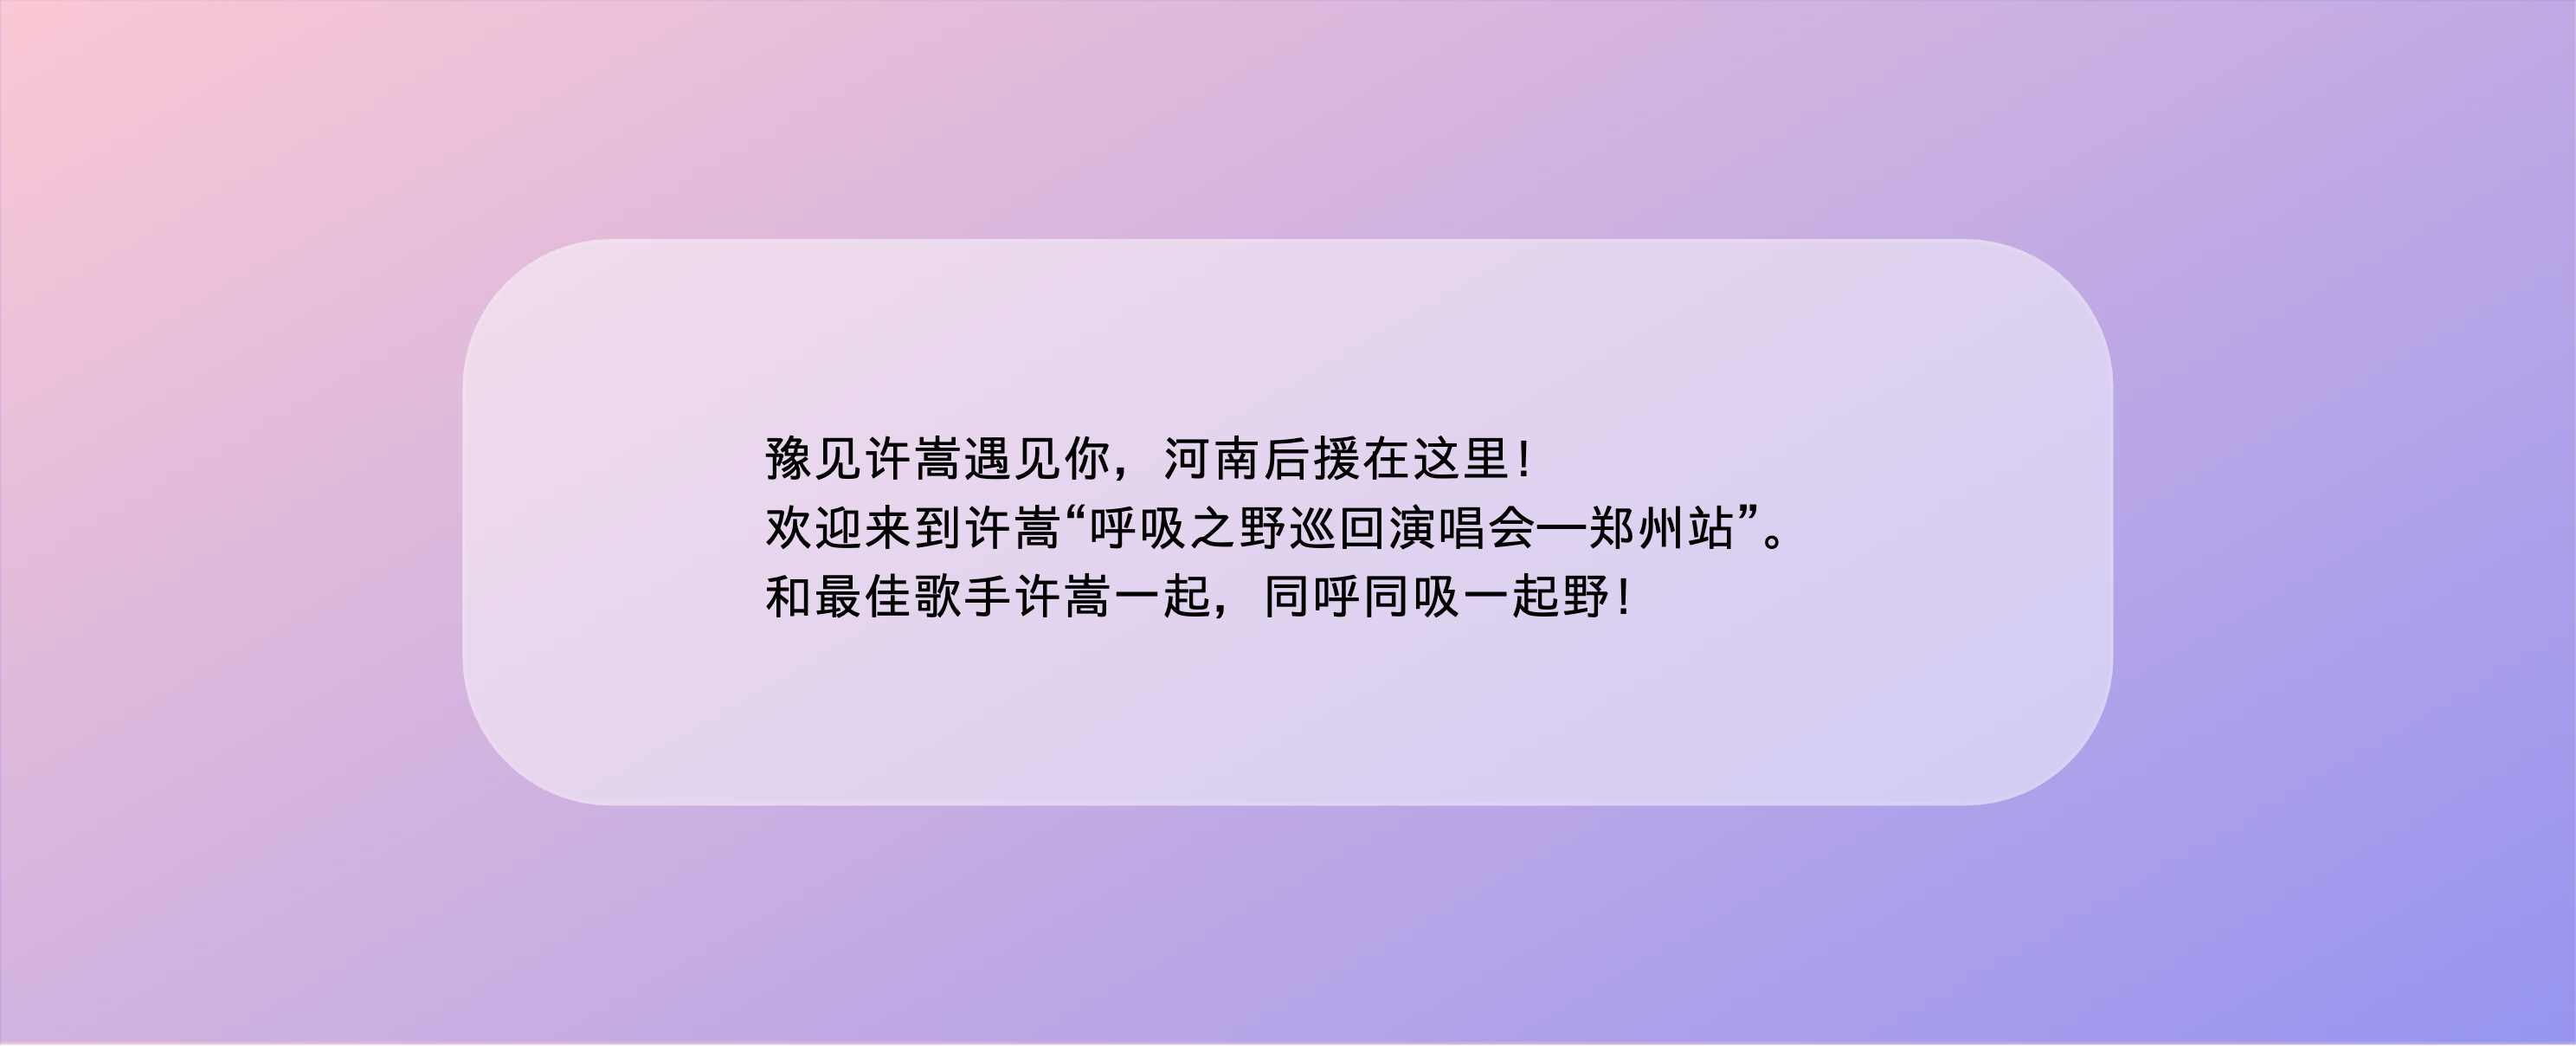 豫见许嵩遇见你，河南后援在这里！
欢迎来到许嵩“呼吸之野巡回演唱会—郑州站”。
和最佳歌手许嵩一起，同呼同吸一起野！